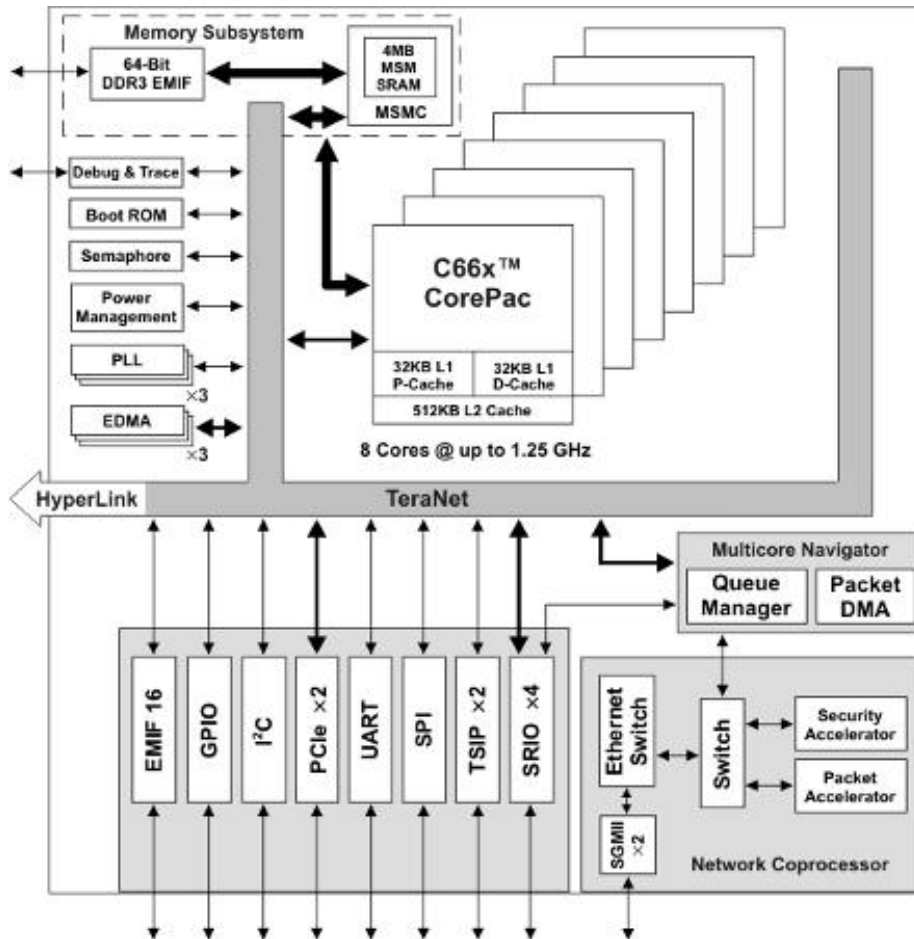 Memory Subsystem
64-Bit
DDR3 EMIF
4MB
MSM
SRAM
MSMC
Debug & Trace
Boot ROM
Semaphore
Power
Management
PLL
×3
EDMA
×3
C66x™
CorePac
32KB L1
P-Cache
32KB L1
D-Cache
512KB L2 Cache
8 Cores @ up to 1.25 GHz
HyperLink
TeraNet
Multicore Navigator
Queue
Manager
Packet
DMA
EMIF 16
GPIO
I²C
PCIe ×2
UART
SPI
TSIP ×2
SRIO ×4
Ethernet
Switch
Switch
Security
Accelerator
Packet
Accelerator
SGMII
×2
Network Coprocessor